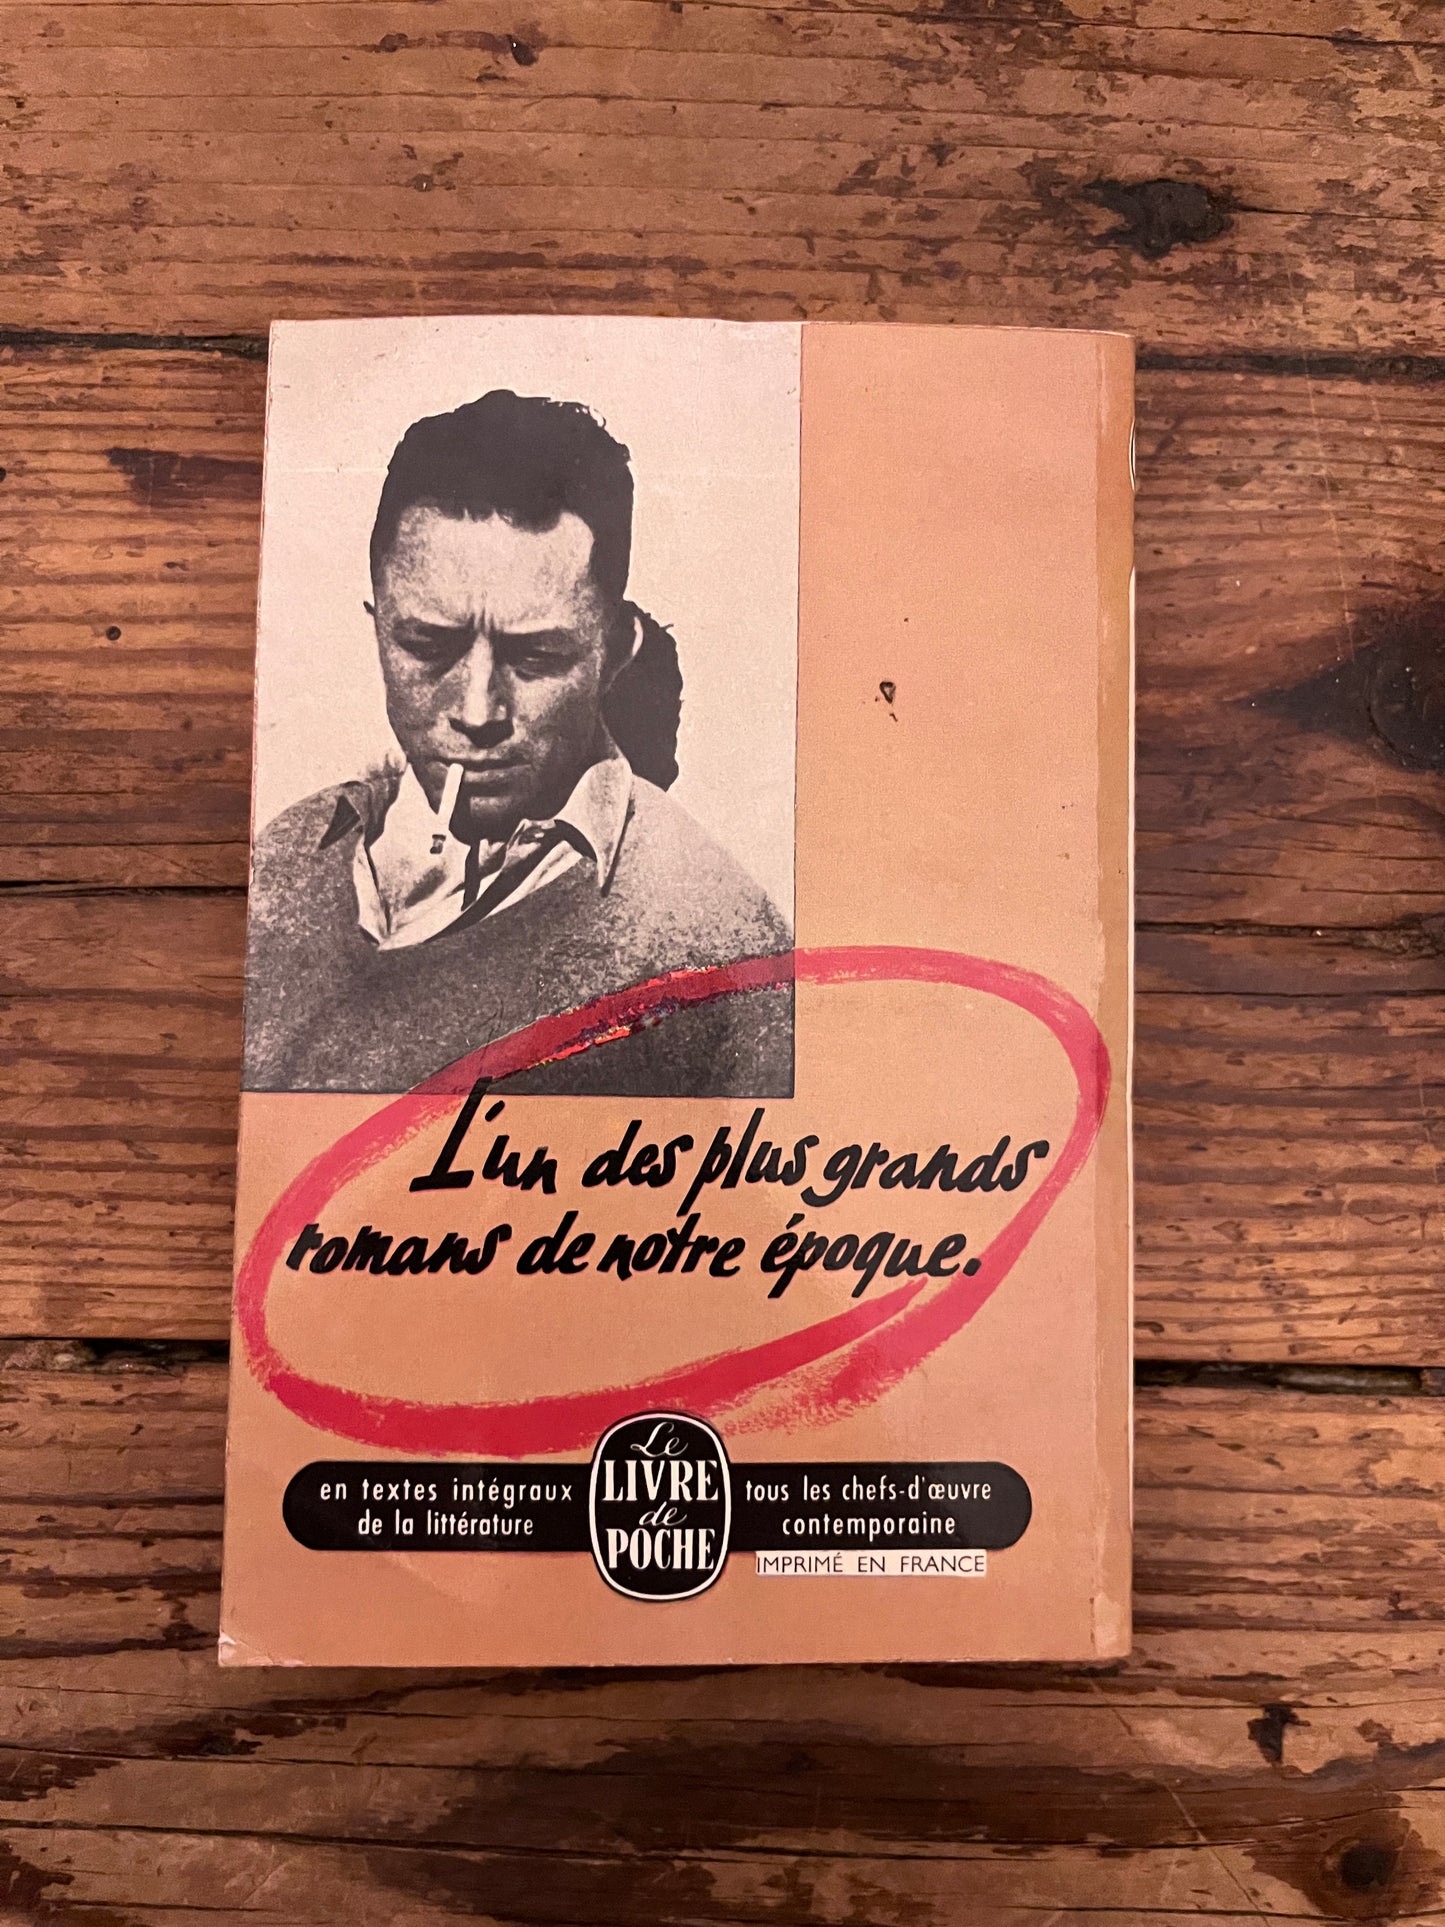 L'un des plus grands
romans de notre époque.
en textes intégraux
de la littérature
Le
LIVRE
de
POCHE
tous les chefs-d'œuvre
contemporaine
IMPRIMÉ EN FRANCE